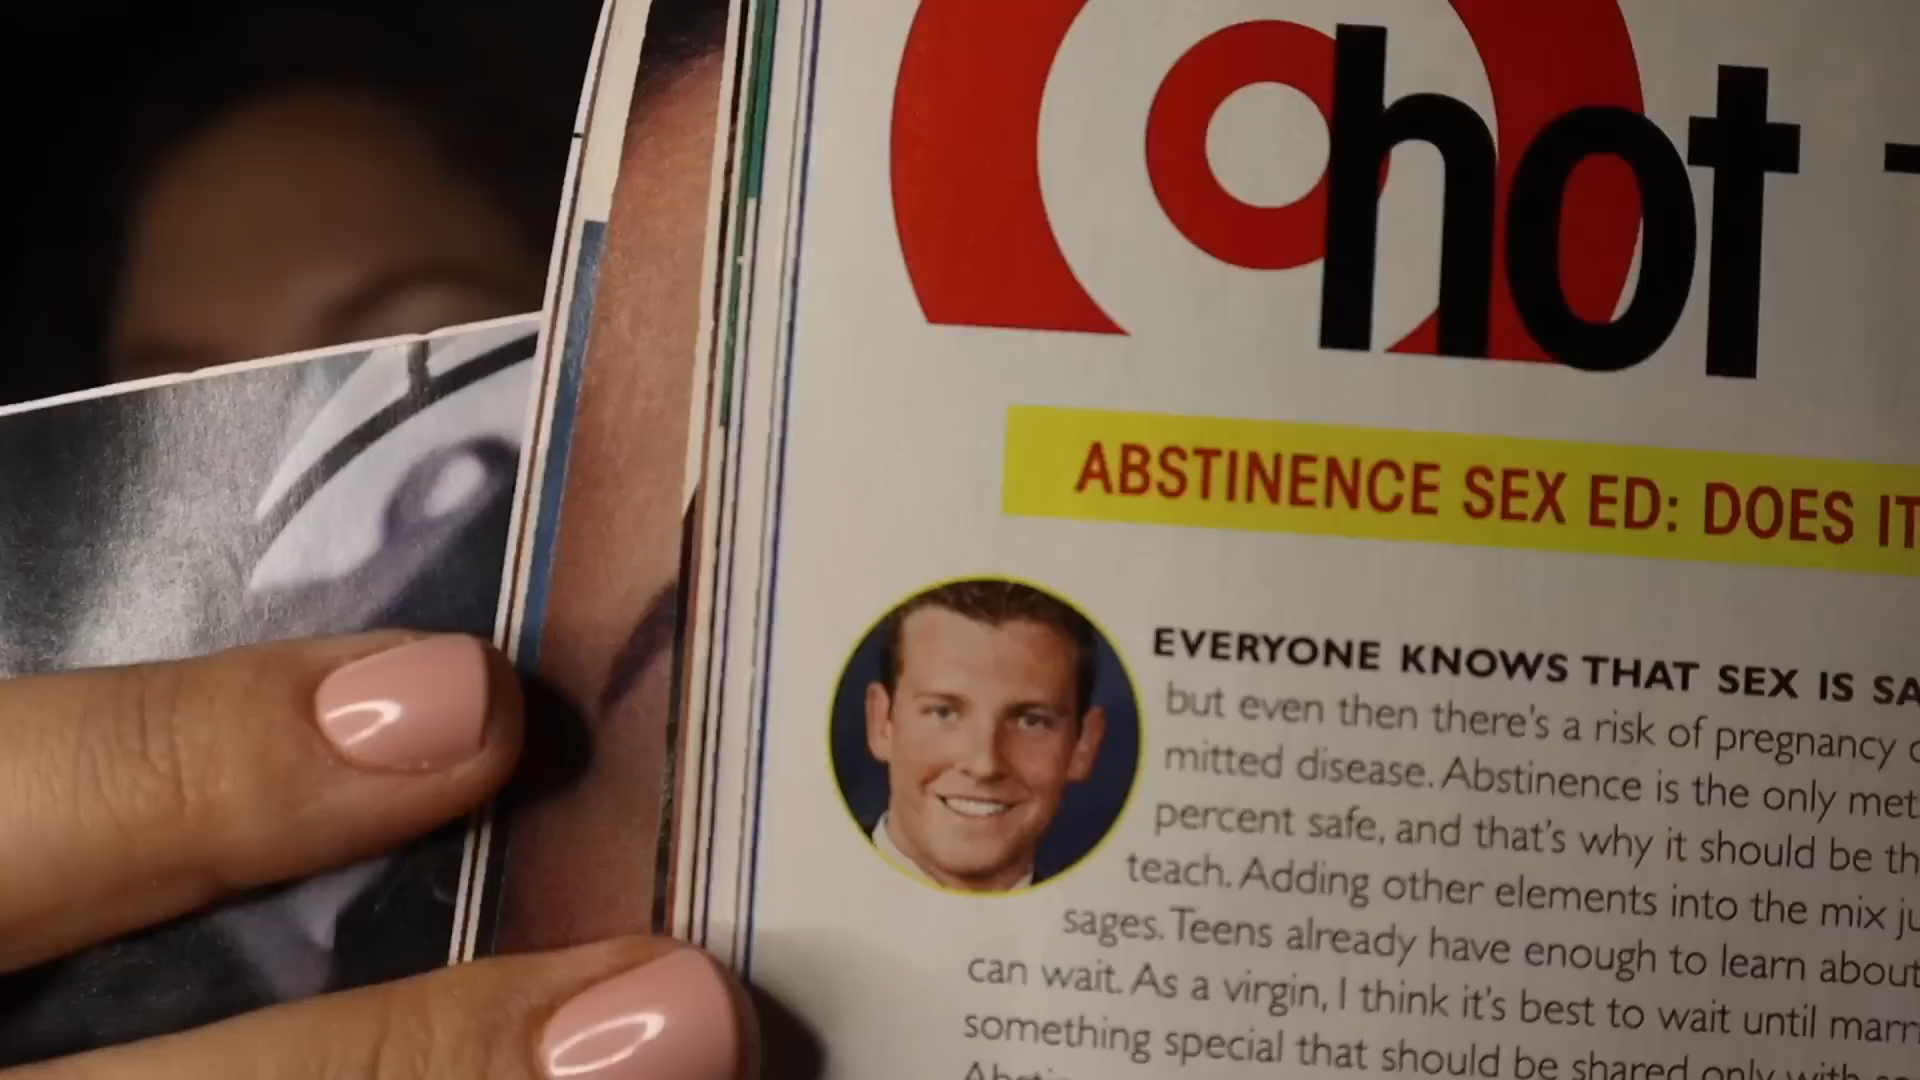 hot
ABSTINENCE SEX ED: DOES IT
EVERYONE KNOWS THAT SEX IS
but even then there's a risk of pregnancy
mitted disease. Abstinence is the only
percent safe, and that's why it should be
teach. Adding other elements into the mix
sages. Teens already have enough to learn about
can wait. As a virgin, I think it's best to wait until
something special that should be shared only with